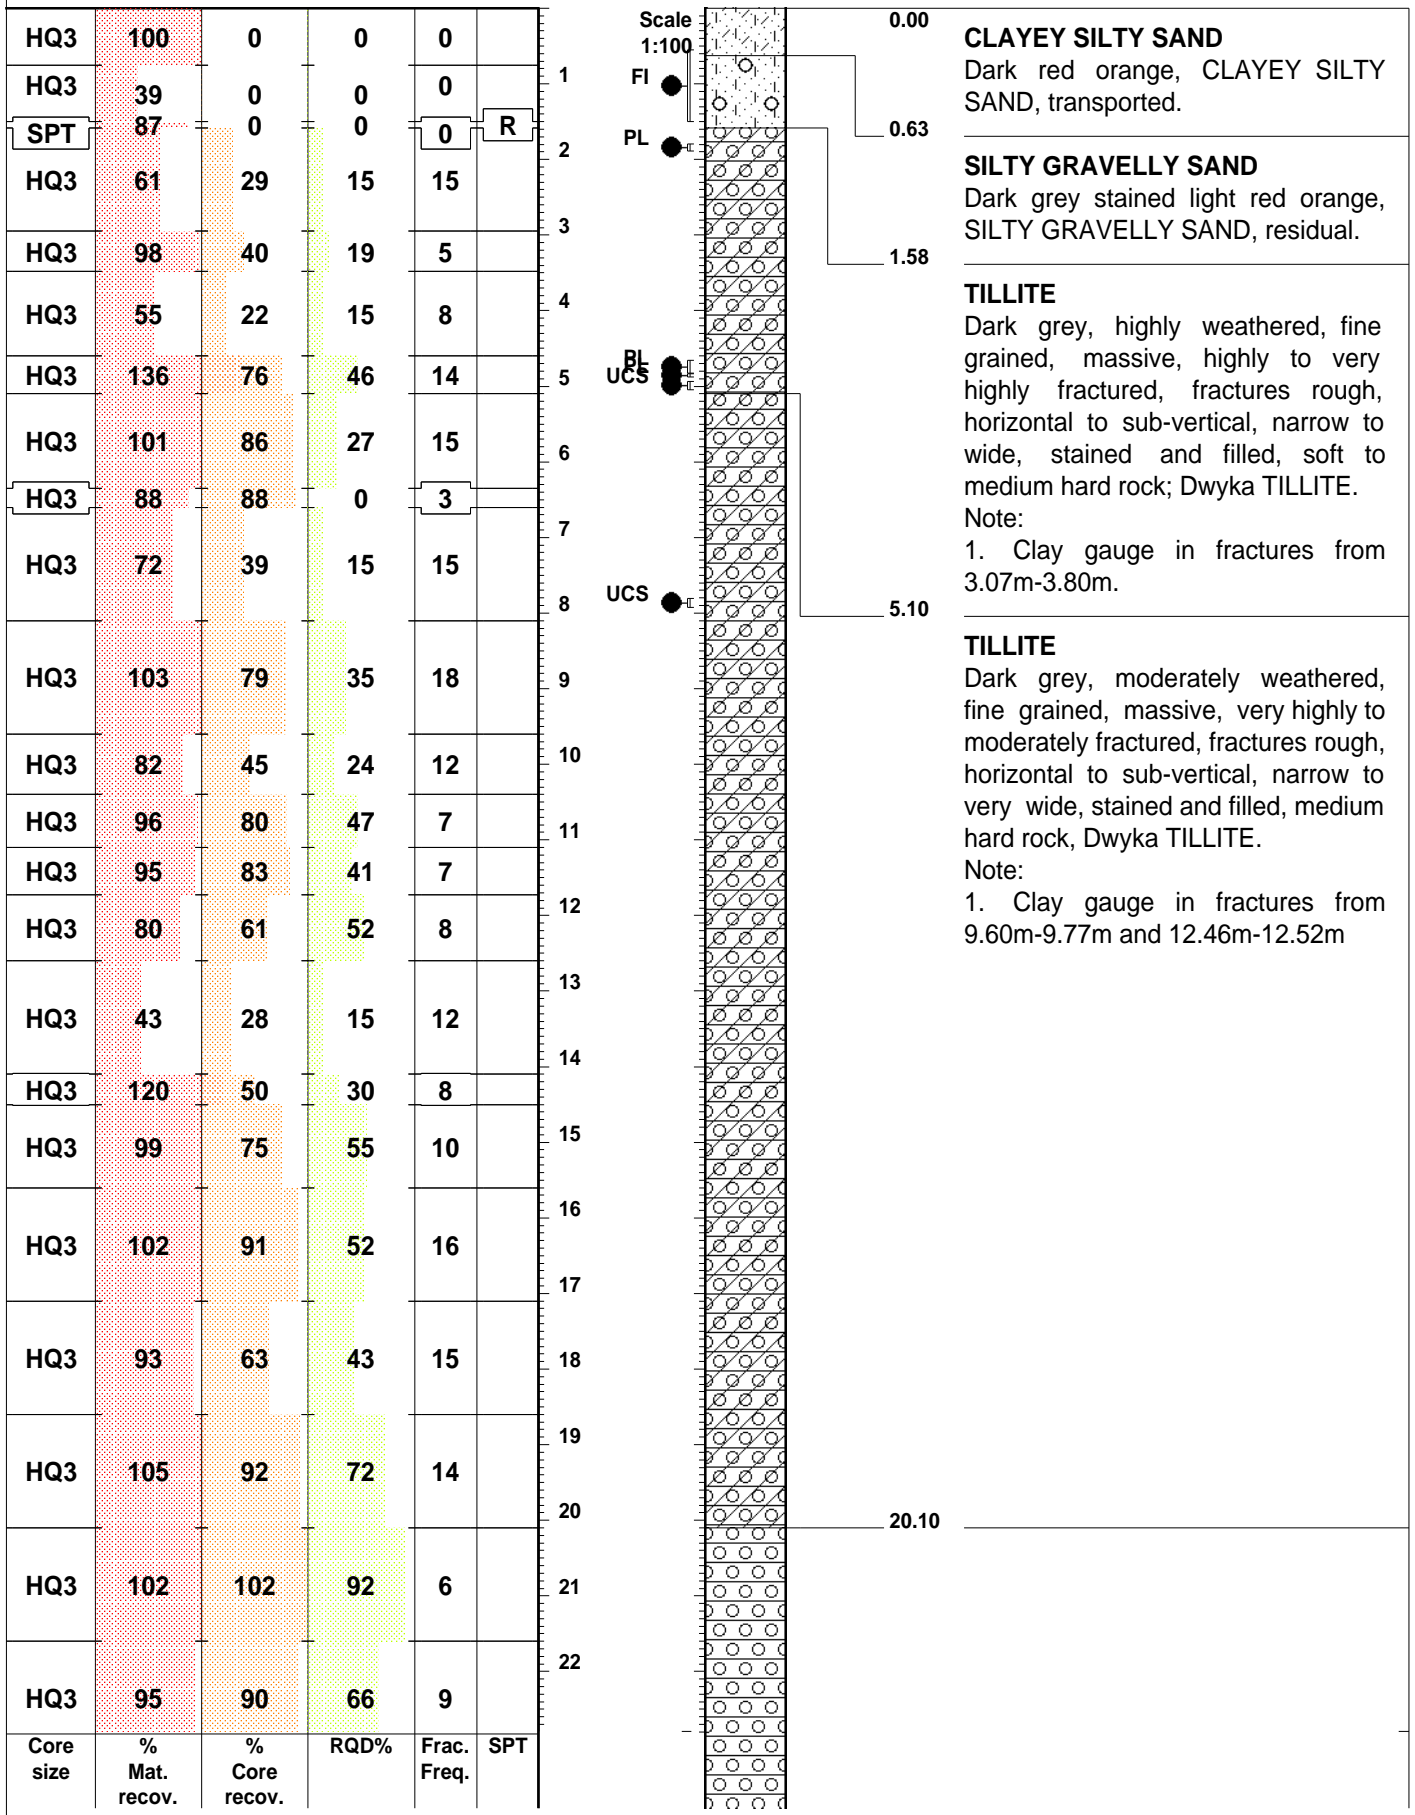 HQ3 100 0 0 0
HQ3 39 0 0 0
SPT 87 0 0 0 R
HQ3 61 29 15 15
HQ3 98 40 19 5
HQ3 55 22 15 8
HQ3 136 76 46 14
HQ3 101 86 27 15
HQ3 88 88 0 3
HQ3 72 39 15 15
HQ3 103 79 35 18
HQ3 82 45 24 12
HQ3 96 80 47 7
HQ3 95 83 41 7
HQ3 80 61 52 8
HQ3 43 28 15 12
HQ3 120 50 30 8
HQ3 99 75 55 10
HQ3 102 91 52 16
HQ3 93 63 43 15
HQ3 105 92 72 14
HQ3 102 102 92 6
HQ3 95 90 66 9
Core % % RQD% Frac. SPT
size Mat. Core Freq.
recov. recov.
1
2
3
4
5
6
7
8
9
10
11
12
13
14
15
16
17
18
19
20
21
22
Scale
1:100
FI
PL
PL
UCS
UCS
0.00
CLAYEY SILTY SAND
Dark red orange, CLAYEY SILTY
SAND, transported.
0.63
SILTY GRAVELLY SAND
Dark grey stained light red orange,
SILTY GRAVELLY SAND, residual.
1.58
TILLITE
Dark grey, highly weathered, fine
grained, massive, highly to very
highly fractured, fractures rough,
horizontal to sub-vertical, narrow to
wide, stained and filled, soft to
medium hard rock; Dwyka TILLITE.
Note:
1. Clay gauge in fractures from
3.07m-3.80m.
5.10
TILLITE
Dark grey, moderately weathered,
fine grained, massive, very highly to
moderately fractured, fractures rough,
horizontal to sub-vertical, narrow to
very wide, stained and filled, medium
hard rock, Dwyka TILLITE.
Note:
1. Clay gauge in fractures from
9.60m-9.77m and 12.46m-12.52m
20.10